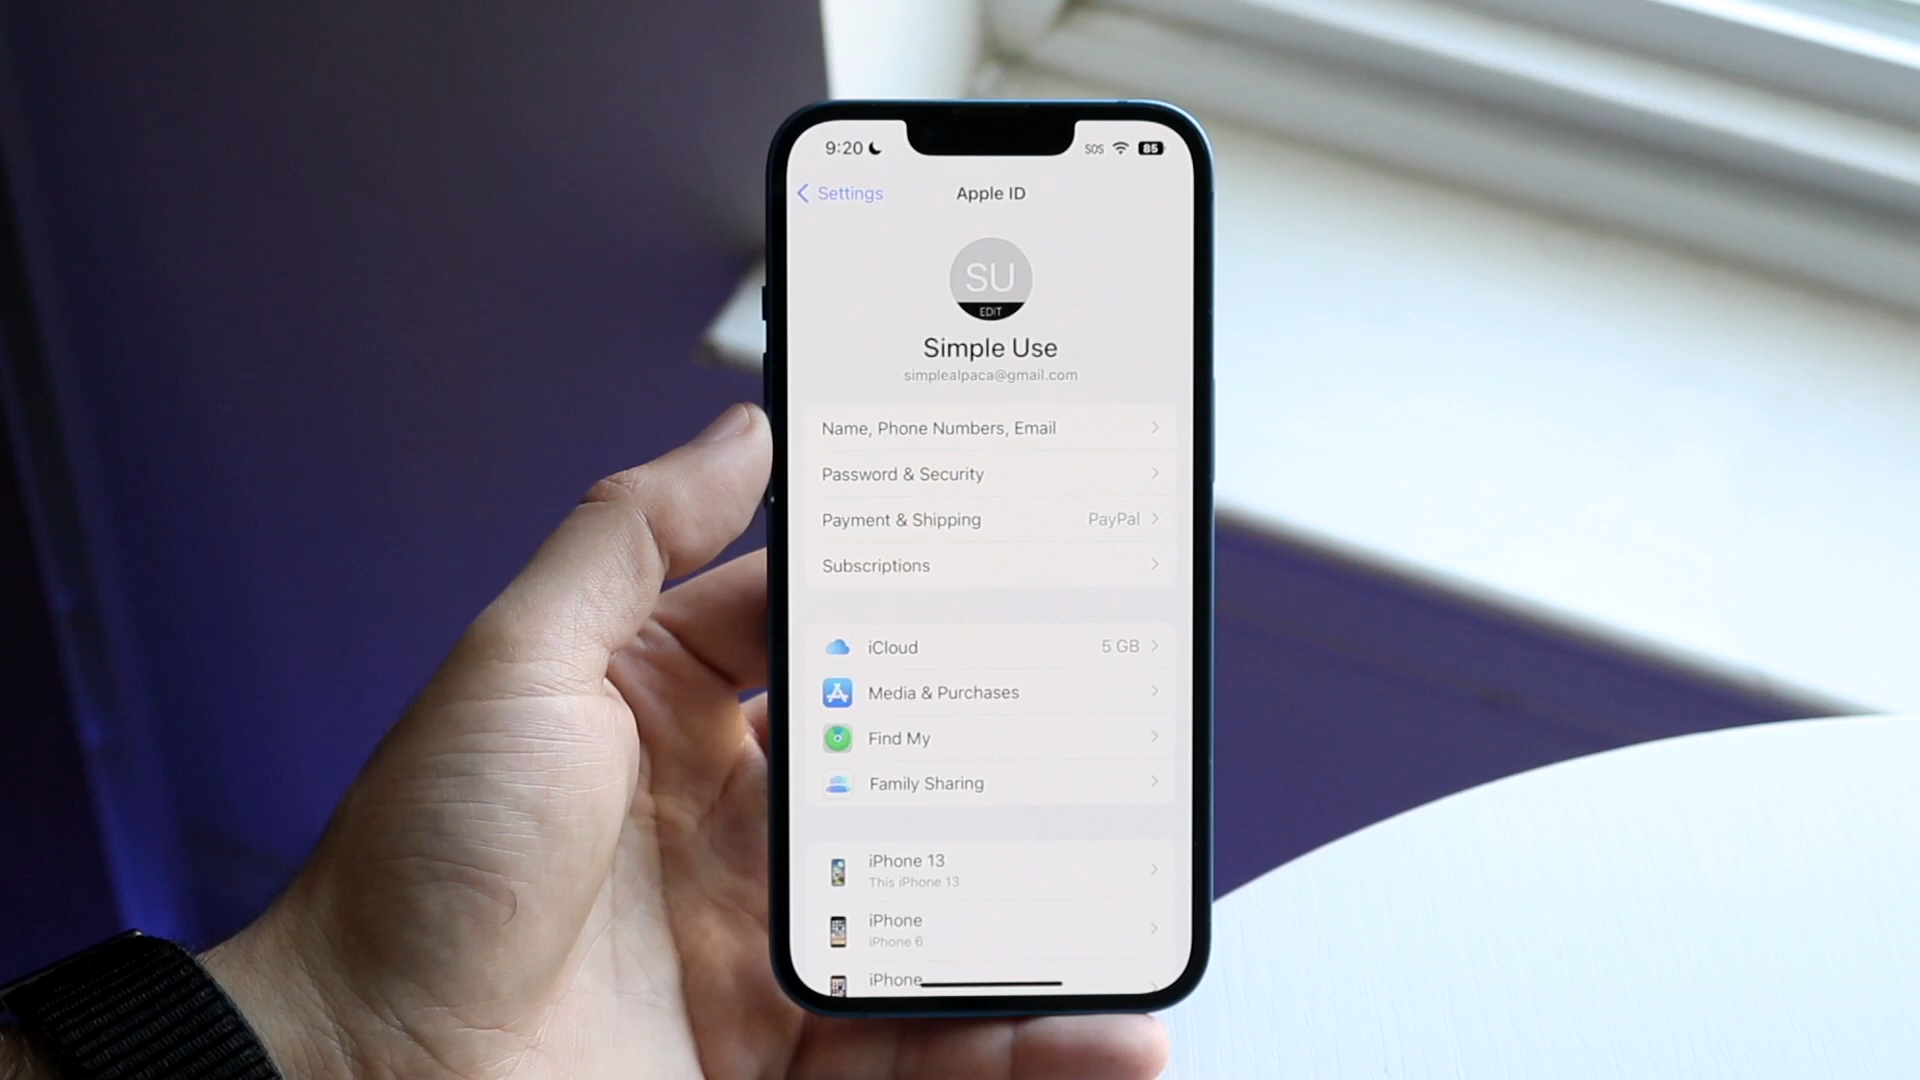 9:20 SOS 85
Settings Apple ID
SU
EDIT
Simple Use
simplealpaca@gmail.com
Name, Phone Numbers, Email
Password & Security
Payment & Shipping PayPal
Subscriptions
iCloud 5 GB
Media & Purchases
Find My
Family Sharing
iPhone 13
This iPhone 13
iPhone
iPhone 6
iPhone